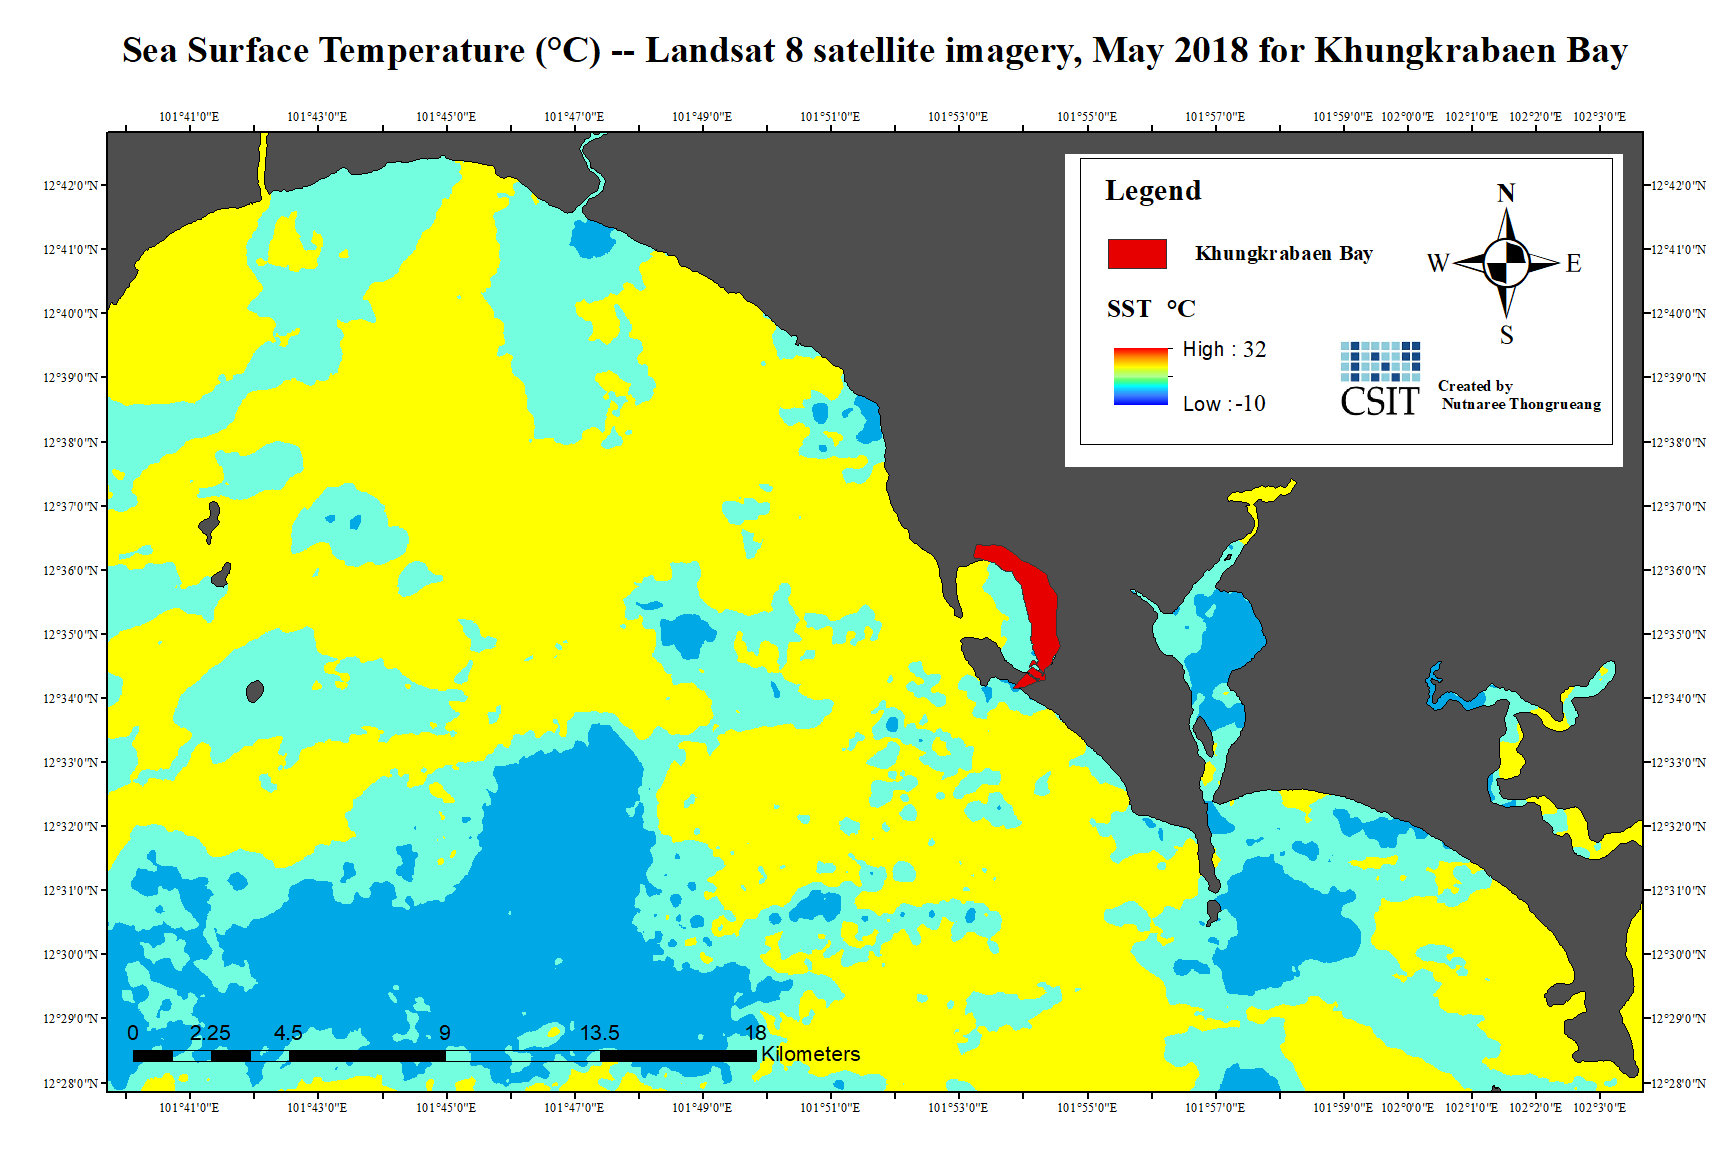 Sea Surface Temperature (°C) -- Landsat 8 satellite imagery, May 2018 for Khungkrabaen Bay
101°41'0"E 101°43'0"E 101°45'0"E 101°47'0"E 101°49'0"E 101°51'0"E 101°53'0"E 101°55'0"E 101°57'0"E 101°59'0"E 102°0'0"E 102°1'0"E 102°2'0"E 102°3'0"E
12°42'0"N 12°42'0"N
12°41'0"N 12°41'0"N
12°40'0"N 12°40'0"N
12°39'0"N 12°39'0"N
12°38'0"N 12°38'0"N
12°37'0"N 12°37'0"N
12°36'0"N 12°36'0"N
12°35'0"N 12°35'0"N
12°34'0"N 12°34'0"N
12°33'0"N 12°33'0"N
12°32'0"N 12°32'0"N
12°31'0"N 12°31'0"N
12°30'0"N 12°30'0"N
12°29'0"N 12°29'0"N
12°28'0"N 12°28'0"N
Legend
Khungkrabaen Bay
SST °C
High : 32
Low : -10
N
W E
S
CSIT
Created by
Nutnaree Thongrueang
0 2.25 4.5 9 13.5 18
Kilometers
101°41'0"E 101°43'0"E 101°45'0"E 101°47'0"E 101°49'0"E 101°51'0"E 101°53'0"E 101°55'0"E 101°57'0"E 101°59'0"E 102°0'0"E 102°1'0"E 102°2'0"E 102°3'0"E